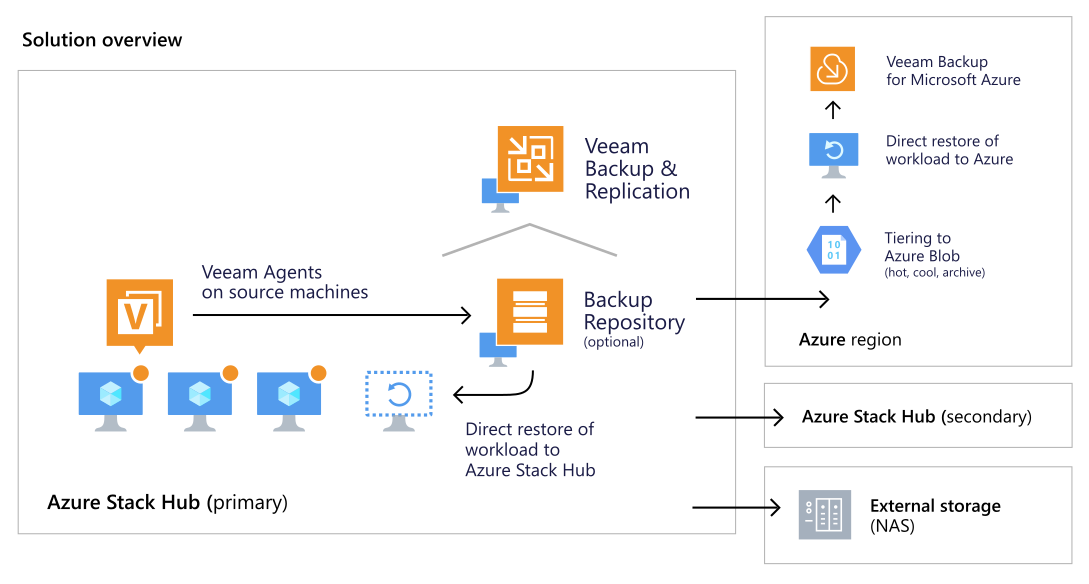 Solution overview
Veeam
Backup &
Replication
Veeam Agents
on source machines
V
Backup
Repository
(optional)
Direct restore of
workload to
Azure Stack Hub
Azure Stack Hub (primary)
Veeam Backup
for Microsoft Azure
Direct restore of
workload to Azure
10
01
Tiering to
Azure Blob
(hot, cool, archive)
Azure region
Azure Stack Hub (secondary)
External storage
(NAS)